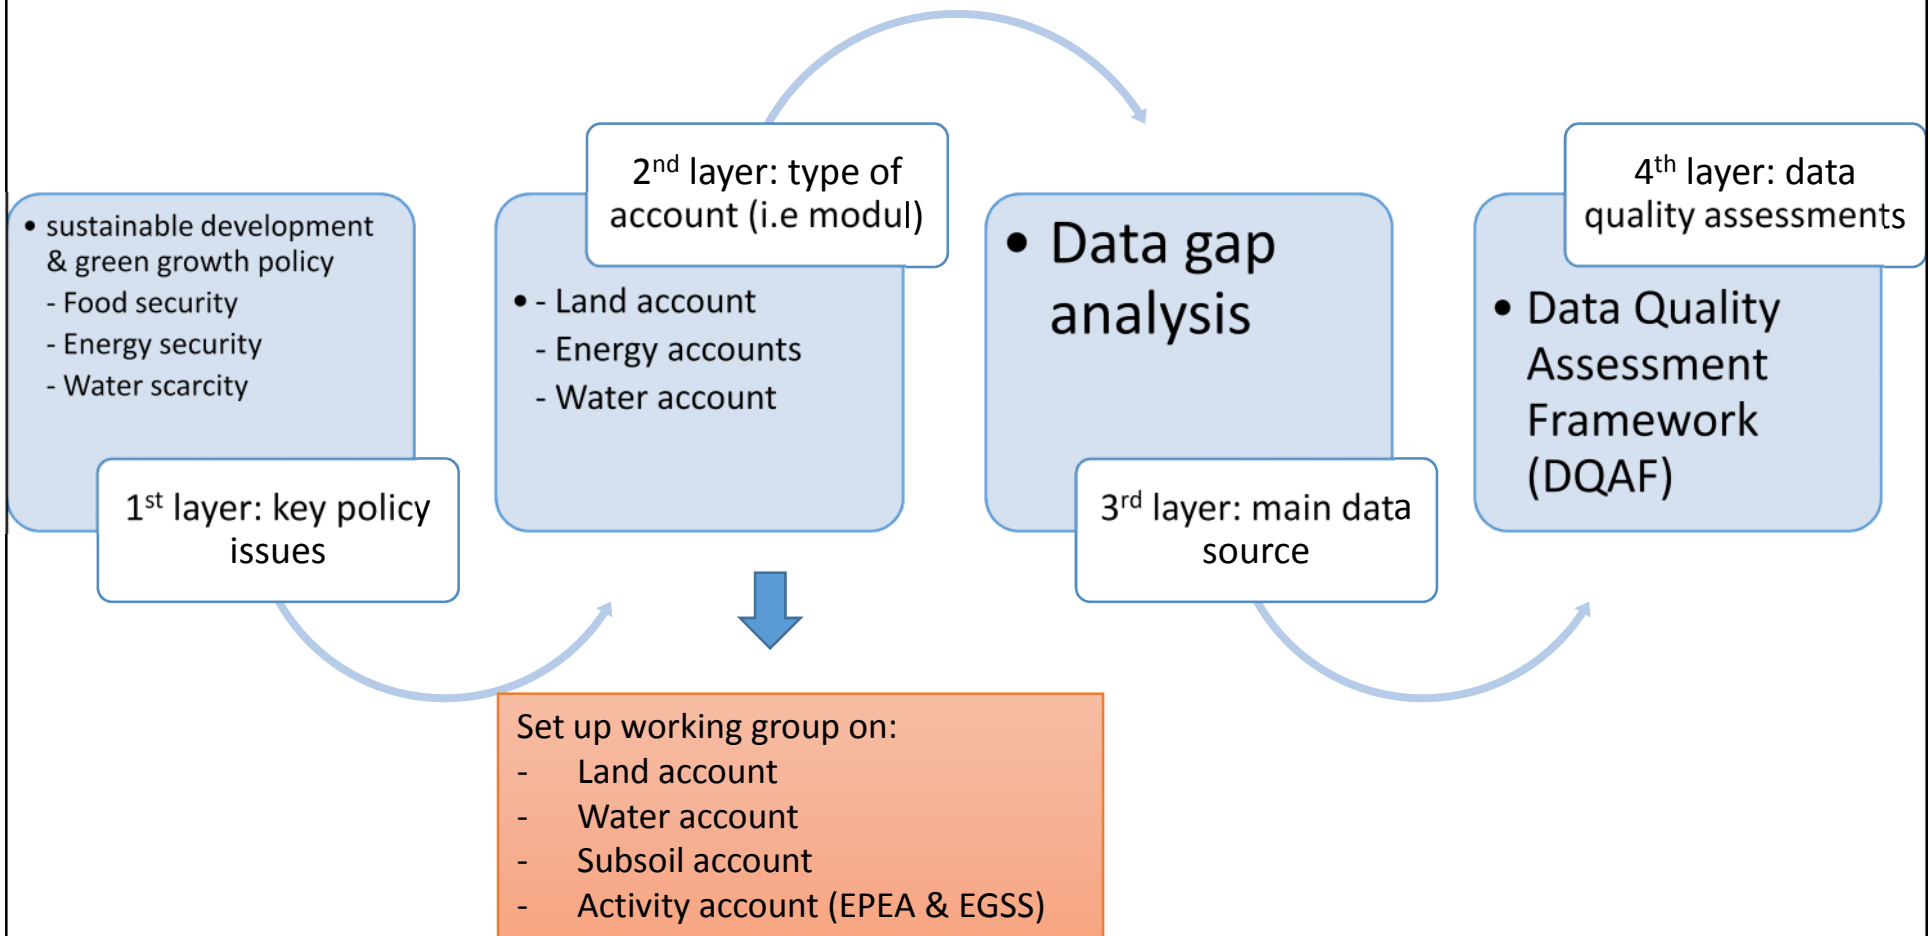 • sustainable development
& green growth policy
- Food security
- Energy security
- Water scarcity
1st layer: key policy
issues
2nd layer: type of
account (i.e modul)
• - Land account
- Energy accounts
- Water account
• Data gap
analysis
3rd layer: main data
source
4th layer: data
quality assessments
• Data Quality
Assessment
Framework
(DQAF)
Set up working group on:
- Land account
- Water account
- Subsoil account
- Activity account (EPEA & EGSS)